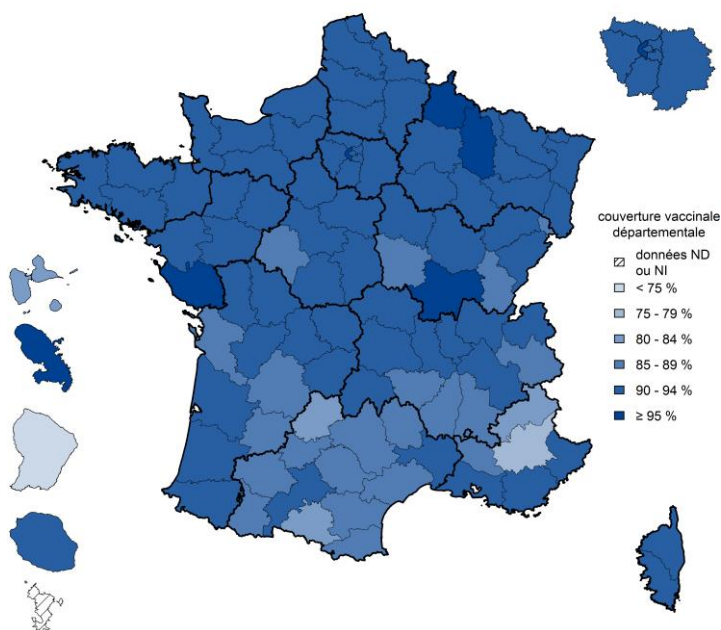 couverture vaccinale
départementale
données ND
ou NI
< 75 %
75 - 79 %
80 - 84 %
85 - 89 %
90 - 94 %
≥ 95 %